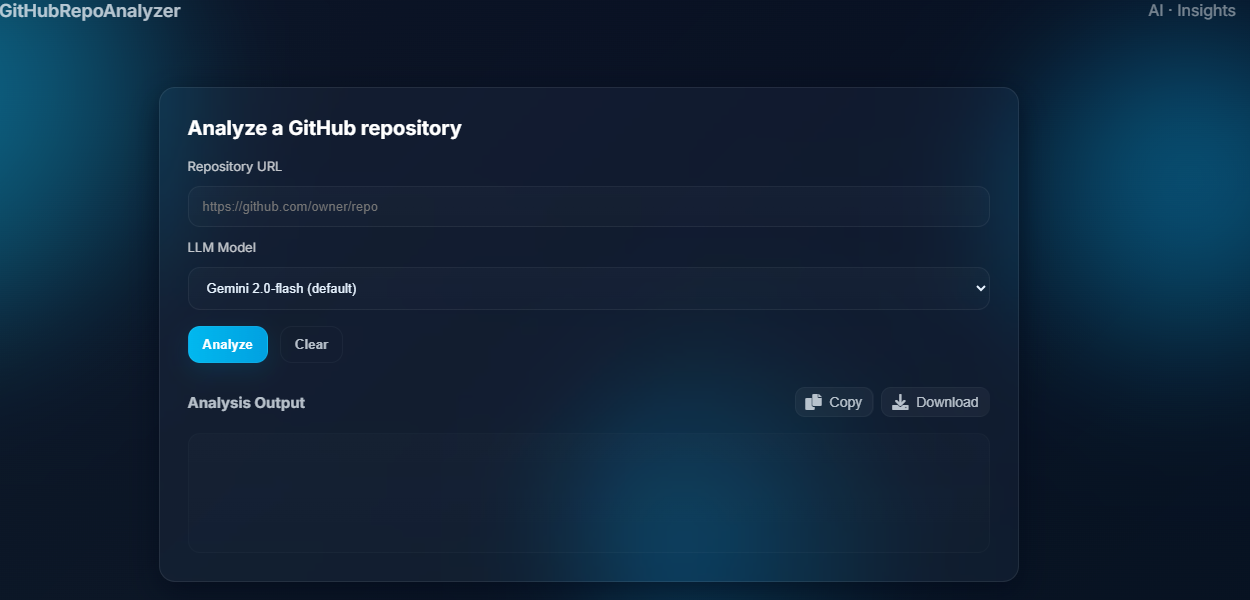 GitHubRepoAnalyzer
AI · Insights
Analyze a GitHub repository
Repository URL
https://github.com/owner/repo
LLM Model
Gemini 2.0-flash (default)
Analyze
Clear
Analysis Output
Copy
Download